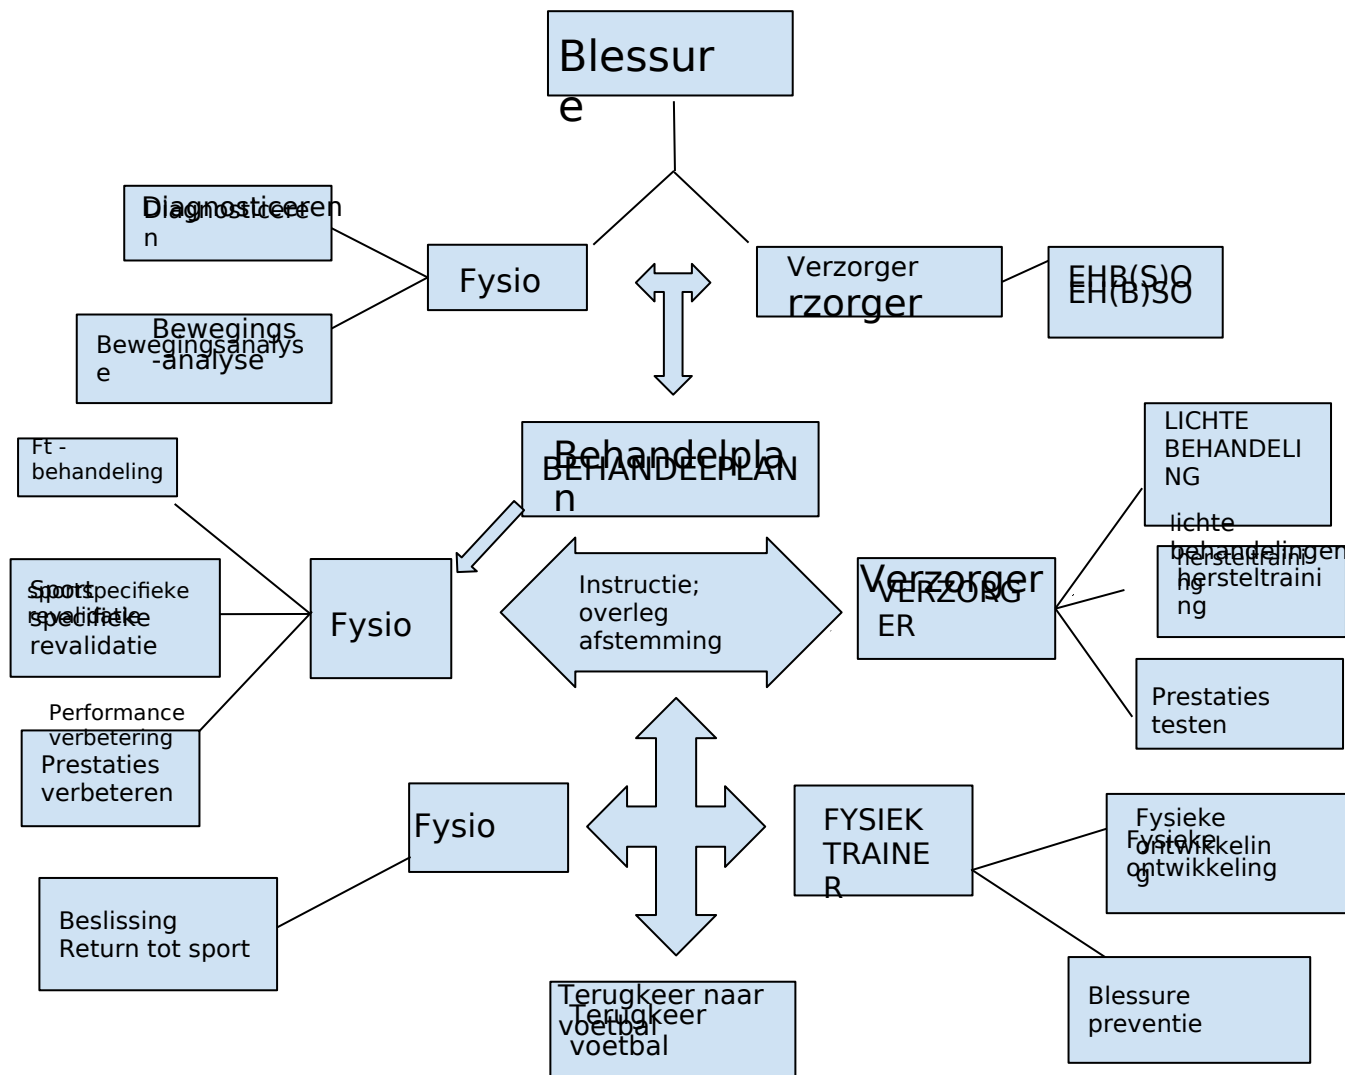 Blessur
e
Diagnosticeren
Diagnosticere
n
Fysio
Verzorger
rzorger
EHB(S)O
EH(B)SO
Bewegings
-analyse
Bewegingsanalys
e
Ft -
behandeling
Behandelpla
n
BEHANDELPLAN
LICHTE
BEHANDELI
NG
lichte
behandelingen
Sport
specifieke
revalidatie
sportspecifieke
revalidatie
Fysio
Instructie;
overleg
afstemming
Verzorger
VERZORG
ER
hersteltraini
ng
hersteltraini
ng
Performance
verbetering
Prestaties
verbeteren
Prestaties
testen
Fysio
FYSIEK
TRAINE
R
Fysieke
ontwikkelin
g
Fysieke
ontwikkeling
Beslissing
Return tot sport
Terugkeer naar
voetbal
Terugkeer
voetbal
Blessure
preventie